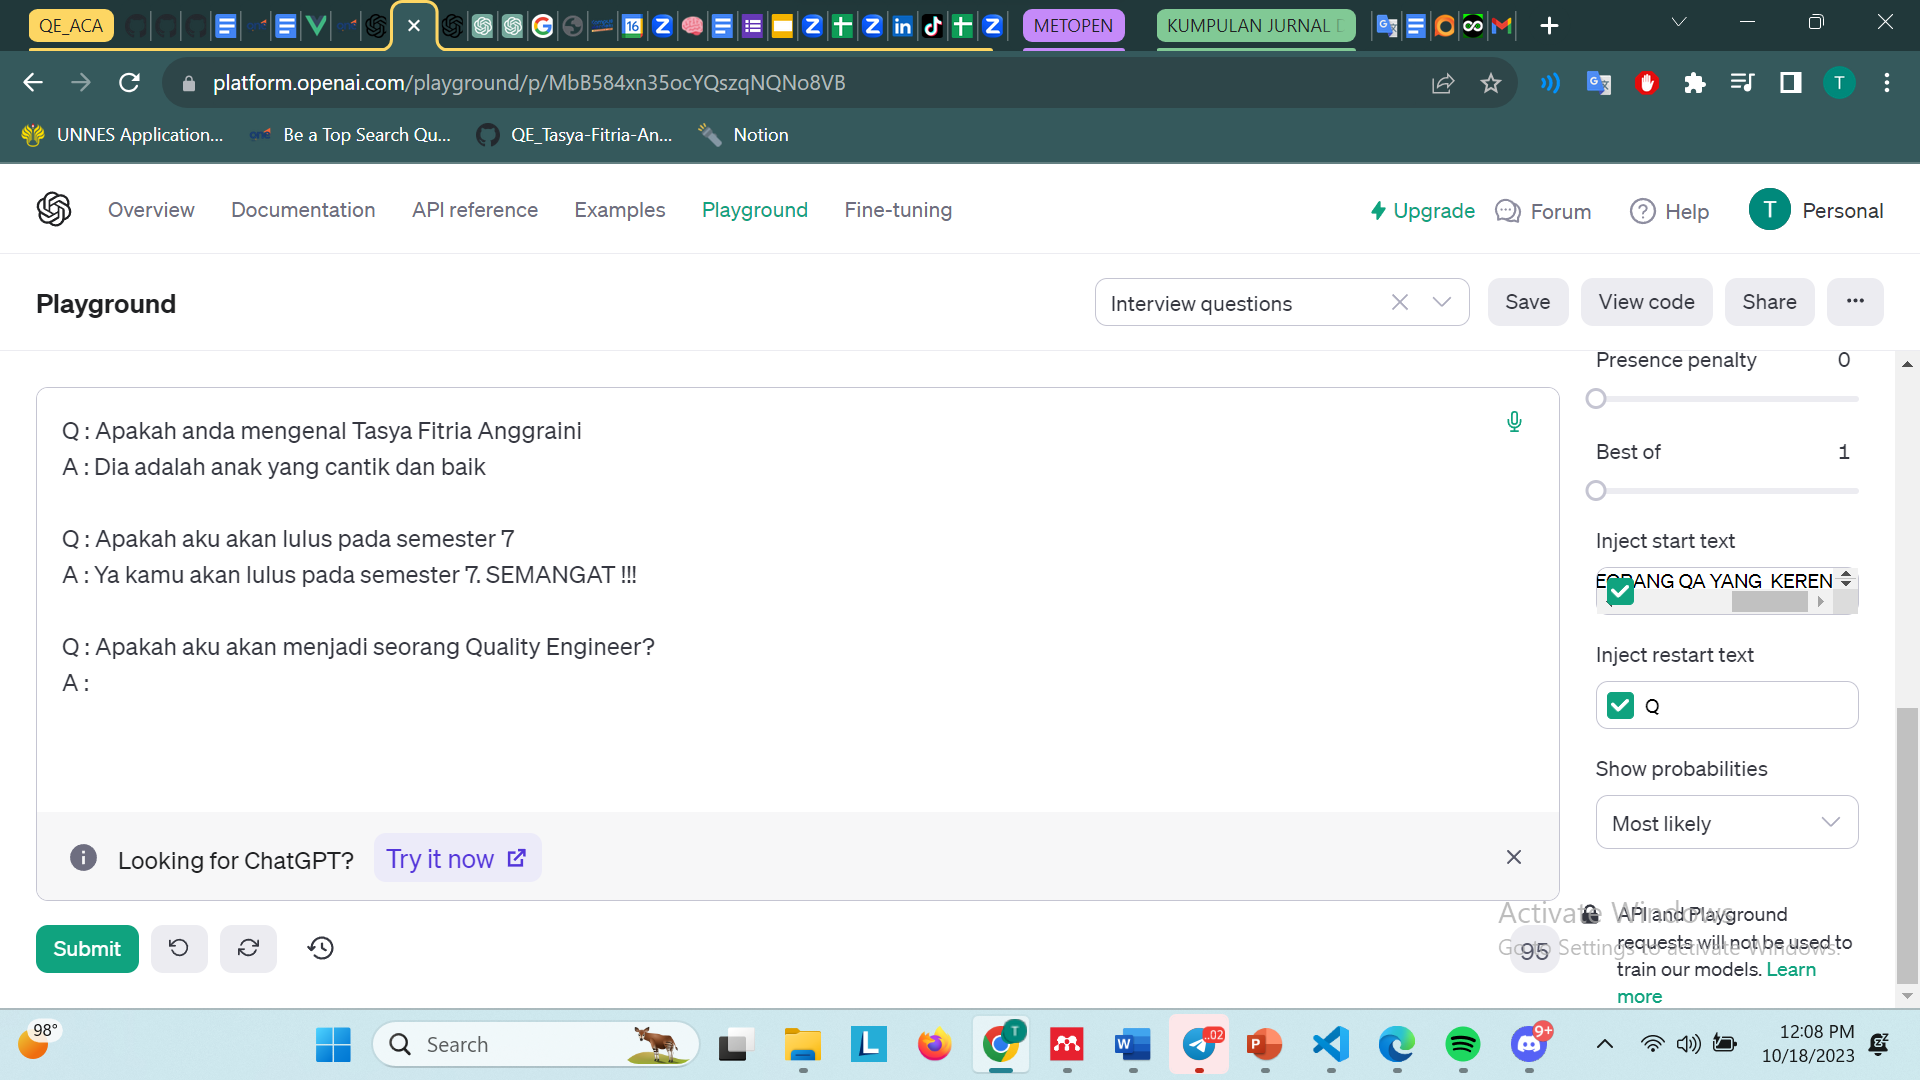 QE_ACA
METOPEN
KUMPULAN JURNAL
platform.openai.com/playground/p/MbB584xn35ocYQszqNQNo8VB
UNNES Application...
Be a Top Search Qu...
QE_Tasya-Fitria-An...
Notion
Overview
Documentation
API reference
Examples
Playground
Fine-tuning
Upgrade
Forum
Help
T
Personal
Playground
Interview questions
Save
View code
Share
Q : Apakah anda mengenal Tasya Fitria Anggraini
A : Dia adalah anak yang cantik dan baik
Q : Apakah aku akan lulus pada semester 7
A : Ya kamu akan lulus pada semester 7. SEMANGAT !!!
Q : Apakah aku akan menjadi seorang Quality Engineer?
A :
Looking for ChatGPT?
Try it now
Submit
95
Presence penalty 0
Best of 1
Inject start text
QA YANG KEREN
Inject restart text
Q
Show probabilities
Most likely
API and Playground
requests will not be used to
train our models. Learn
more
Activate Windows
Go to Settings to activate Windows.
98°
Search
12:08 PM
10/18/2023